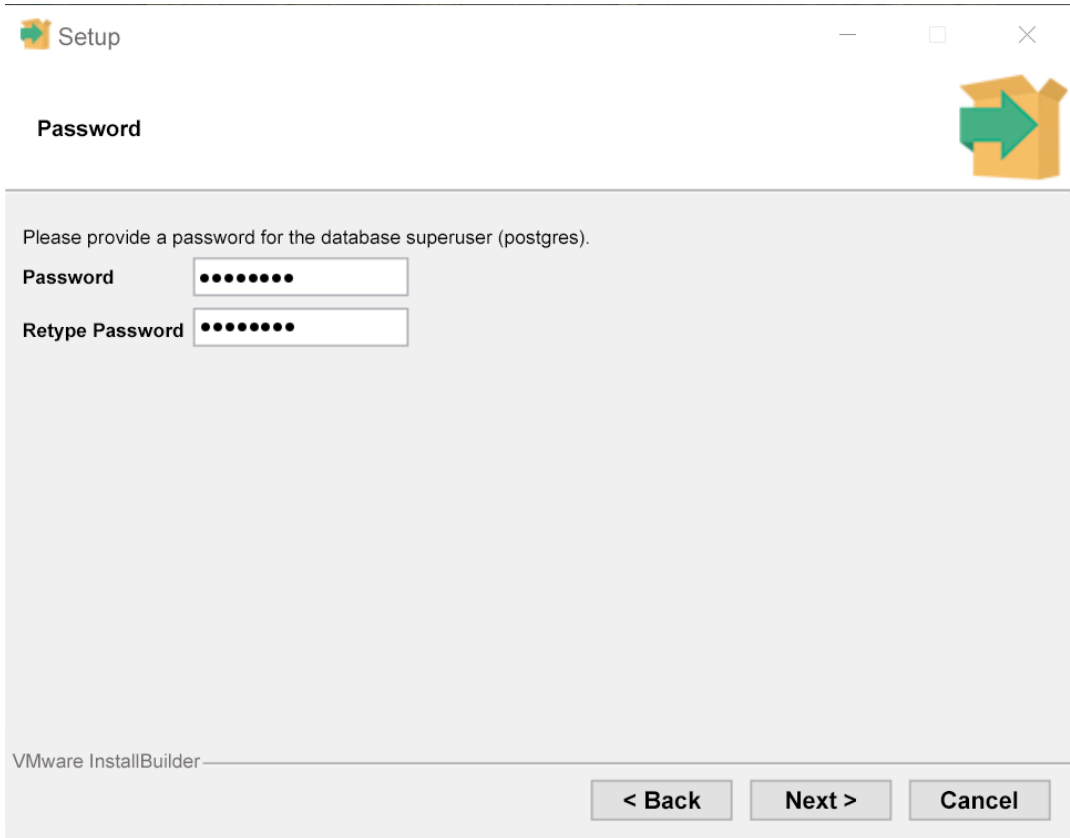 Setup
Password
Please provide a password for the database superuser (postgres).
Password ●●●●●●●●
Retype Password ●●●●●●●●
VMware InstallBuilder
< Back Next > Cancel